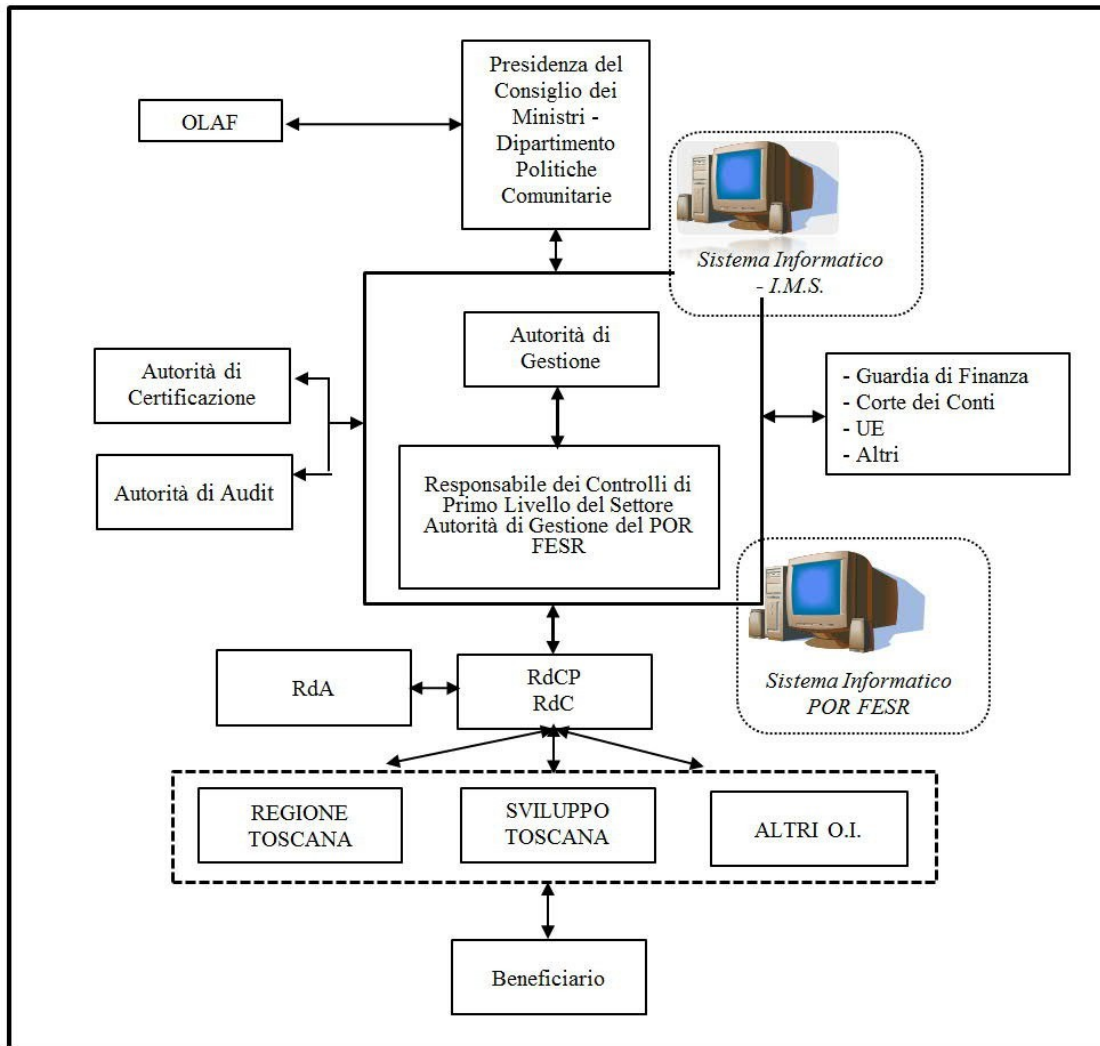 Presidenza del
Consiglio dei
Ministri -
Dipartimento
Politiche
Comunitarie
OLAF
Sistema Informatico
- I.M.S.
Autorità di
Gestione
Autorità di
Certificazione
- Guardia di Finanza
- Corte dei Conti
- UE
- Altri
Autorità di Audit
Responsabile dei Controlli di
Primo Livello del Settore
Autorità di Gestione del POR
FESR
RdA
RdCP
RdC
Sistema Informatico
POR FESR
REGIONE
TOSCANA
SVILUPPO
TOSCANA
ALTRI O.I.
Beneficiario